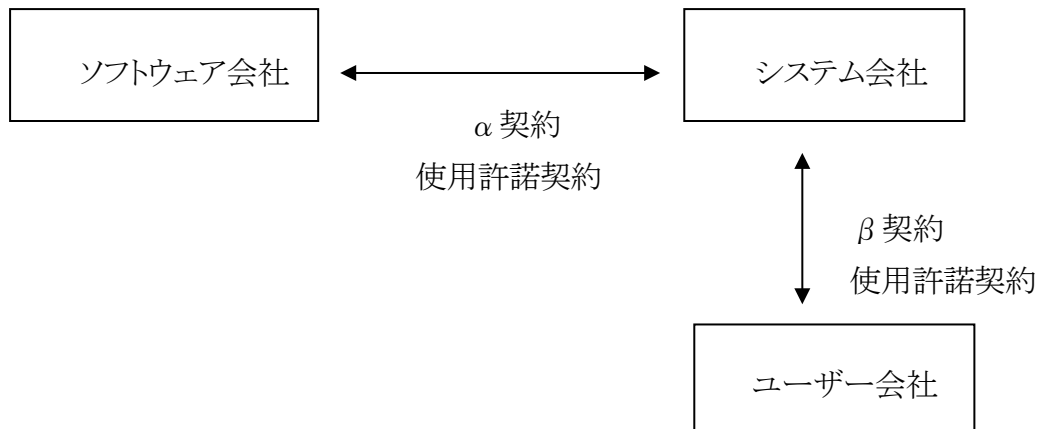 ソフトウェア会社
システム会社
α契約
使用許諾契約
β契約
使用許諾契約
ユーザー会社